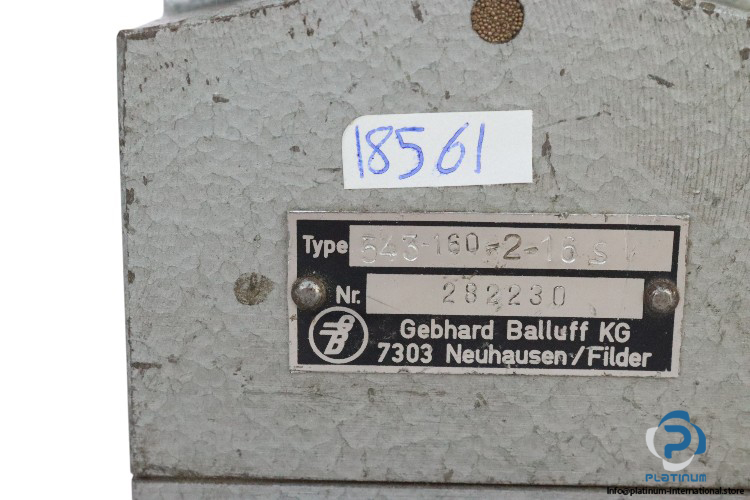 18561
Type 543-160-2-16 S
Nr. 282230
Gebhard Balluff KG
7303 Neuhausen/Filder
PLATINUM
info@platinum-international.store